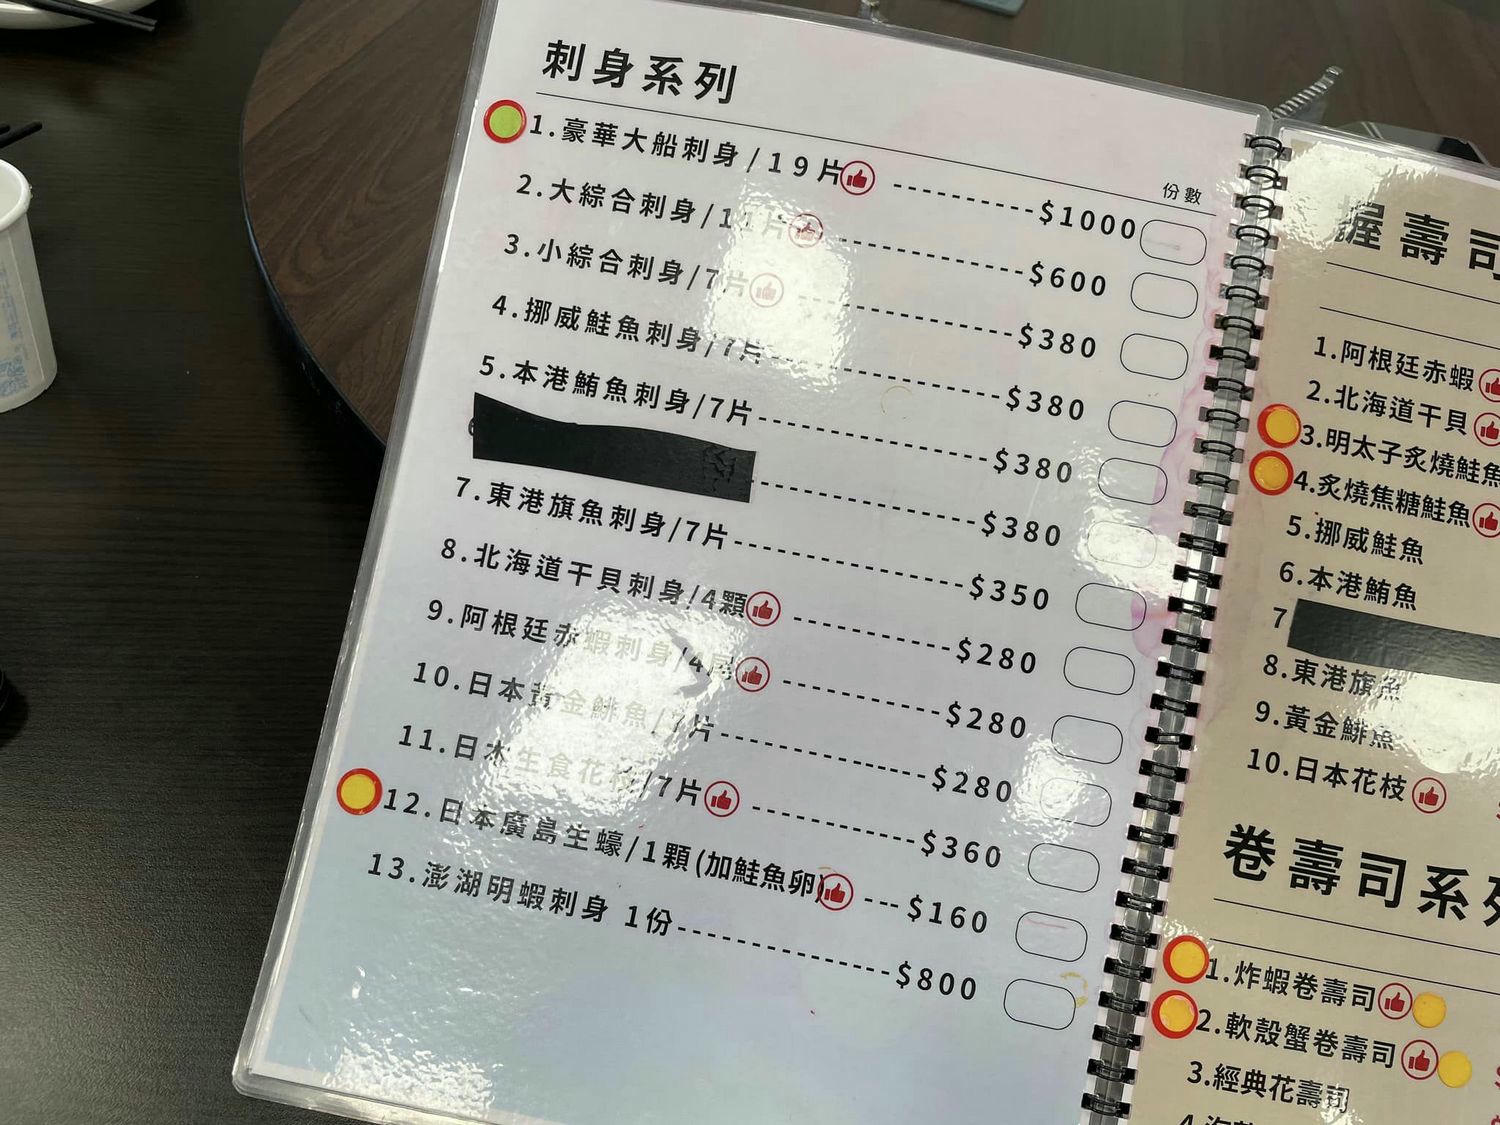 刺身系列
份數
1.豪華大船刺身/19片 $1000
2.大綜合刺身/11片 $600
3.小綜合刺身/7片 $380
4.挪威鮭魚刺身/7片 $380
5.本港鮪魚刺身/7片 $380
$380
7.東港旗魚刺身/7片 $350
8.北海道干貝刺身/4顆 $280
9.阿根廷赤蝦刺身/4尾 $280
10.日本黃金鯡魚/7片 $280
11.日本生食花枝/7片 $360
12.日本廣島生蠔/1顆(加鮭魚卵) $160
13.澎湖明蝦刺身 1份 $800
握壽司
1.阿根廷赤蝦
2.北海道干貝
3.明太子炙燒鮭魚
4.炙燒焦糖鮭魚
5.挪威鮭魚
6.本港鮪魚
7
8.東港旗魚
9.黃金鯡魚
10.日本花枝
卷壽司系列
1.炸蝦卷壽司
2.軟殼蟹卷壽司
3.經典花壽司